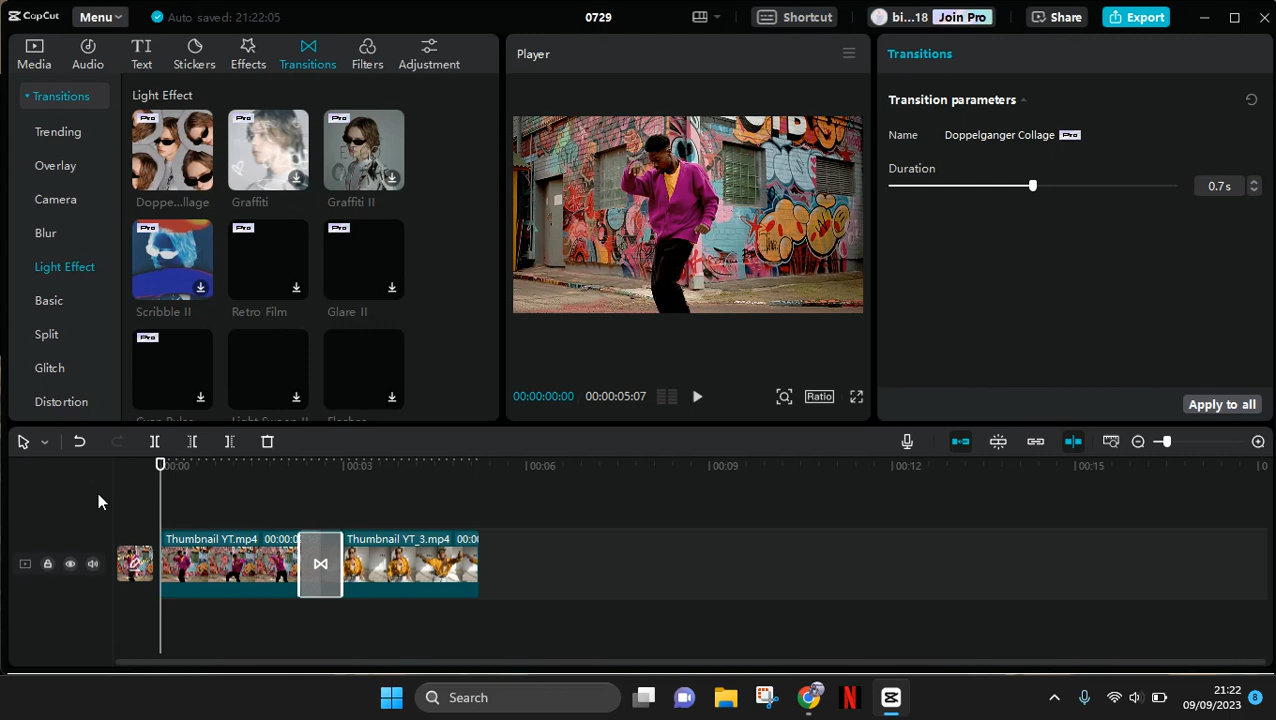 CapCut
Menu
Auto saved: 21:22:05
0729
Shortcut
bi...18
Join Pro
Share
Export
Media
Audio
Text
Stickers
Effects
Transitions
Filters
Adjustment
Transitions
Trending
Overlay
Camera
Blur
Light Effect
Basic
Split
Glitch
Distortion
Light Effect
Pro
Pro
Pro
Doppe...llage
Graffiti
Graffiti II
Pro
Pro
Pro
Scribble II
Retro Film
Glare II
Pro
Player
00:00:00:00
00:00:05:07
Ratio
Transitions
Transition parameters
Name
Doppelganger Collage
Pro
Duration
0.7s
Apply to all
00:00
00:03
00:06
00:09
00:12
00:15
Thumbnail YT.mp4
Thumbnail YT_3.mp4
Search
21:22
09/09/2023
8